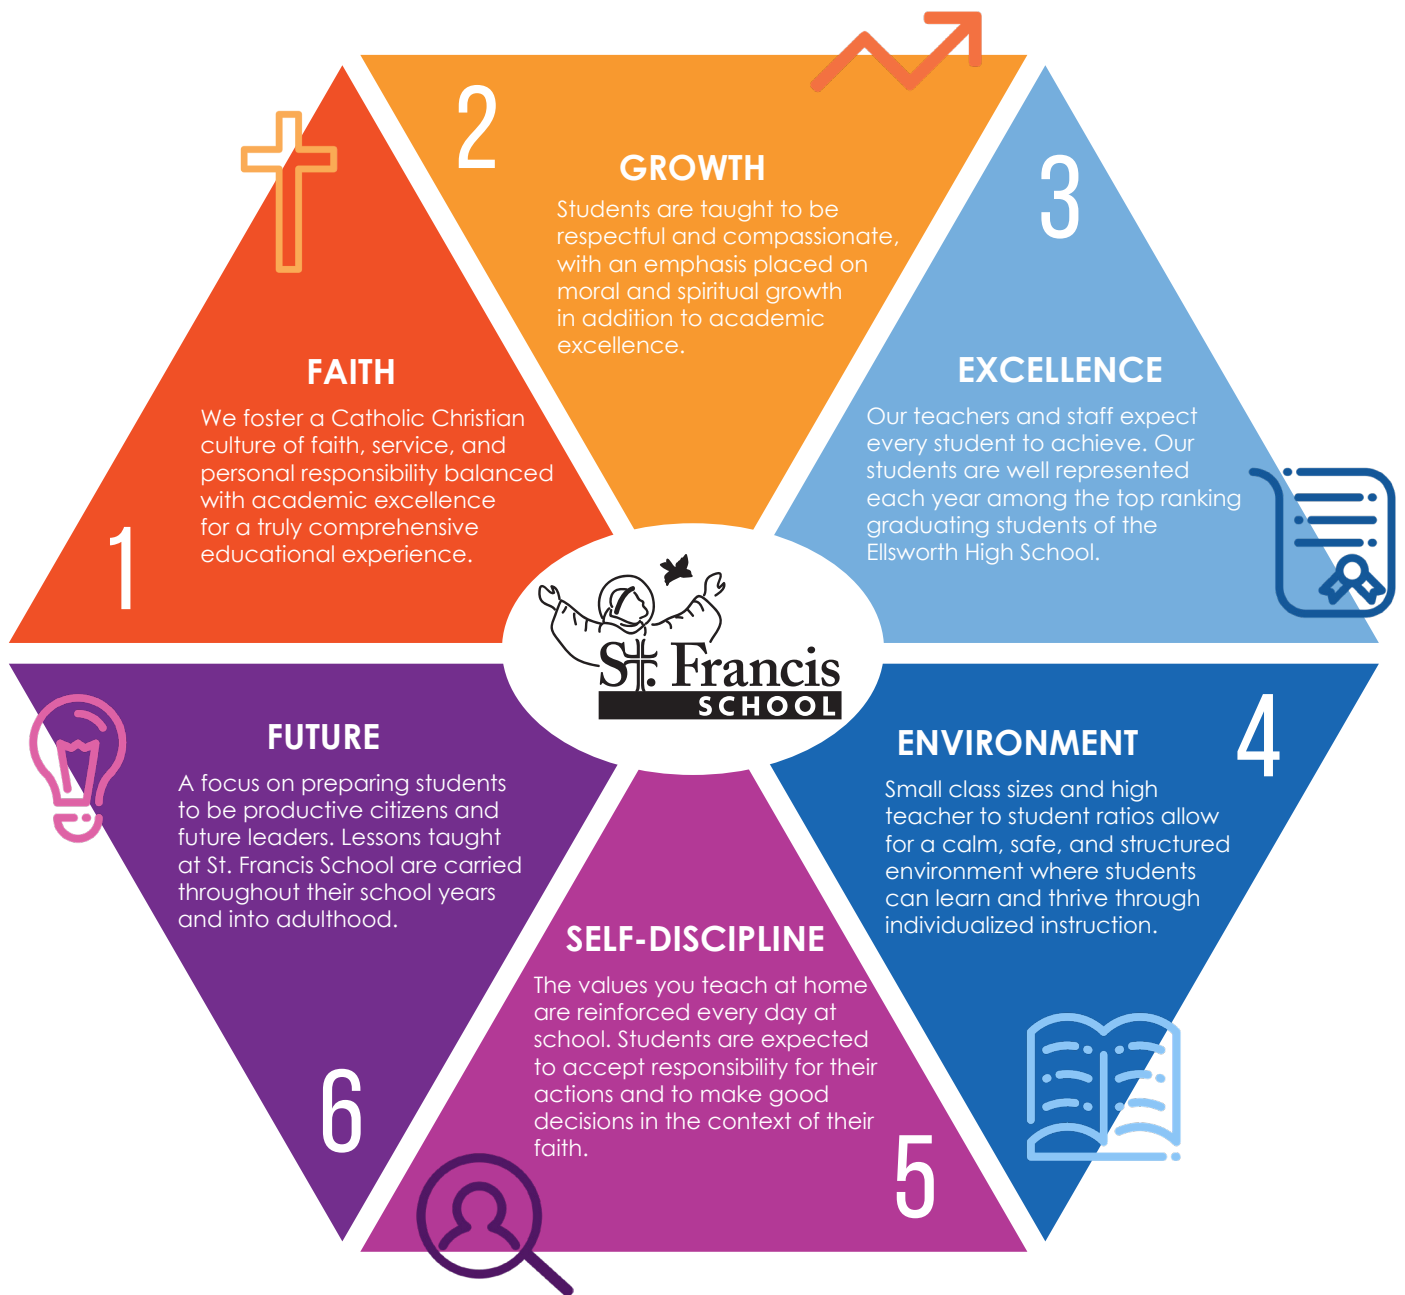 1
FAITH
We foster a Catholic Christian
culture of faith, service, and
personal responsibility balanced
with academic excellence
for a truly comprehensive
educational experience.
2
GROWTH
Students are taught to be
respectful and compassionate,
with an emphasis placed on
moral and spiritual growth
in addition to academic
excellence.
3
EXCELLENCE
Our teachers and staff expect
every student to achieve. Our
students are well represented
each year among the top ranking
graduating students of the
Ellsworth High School.
St. Francis
SCHOOL
4
ENVIRONMENT
Small class sizes and high
teacher to student ratios allow
for a calm, safe, and structured
environment where students
can learn and thrive through
individualized instruction.
5
SELF-DISCIPLINE
The values you teach at home
are reinforced every day at
school. Students are expected
to accept responsibility for their
actions and to make good
decisions in the context of their
faith.
6
FUTURE
A focus on preparing students
to be productive citizens and
future leaders. Lessons taught
at St. Francis School are carried
throughout their school years
and into adulthood.